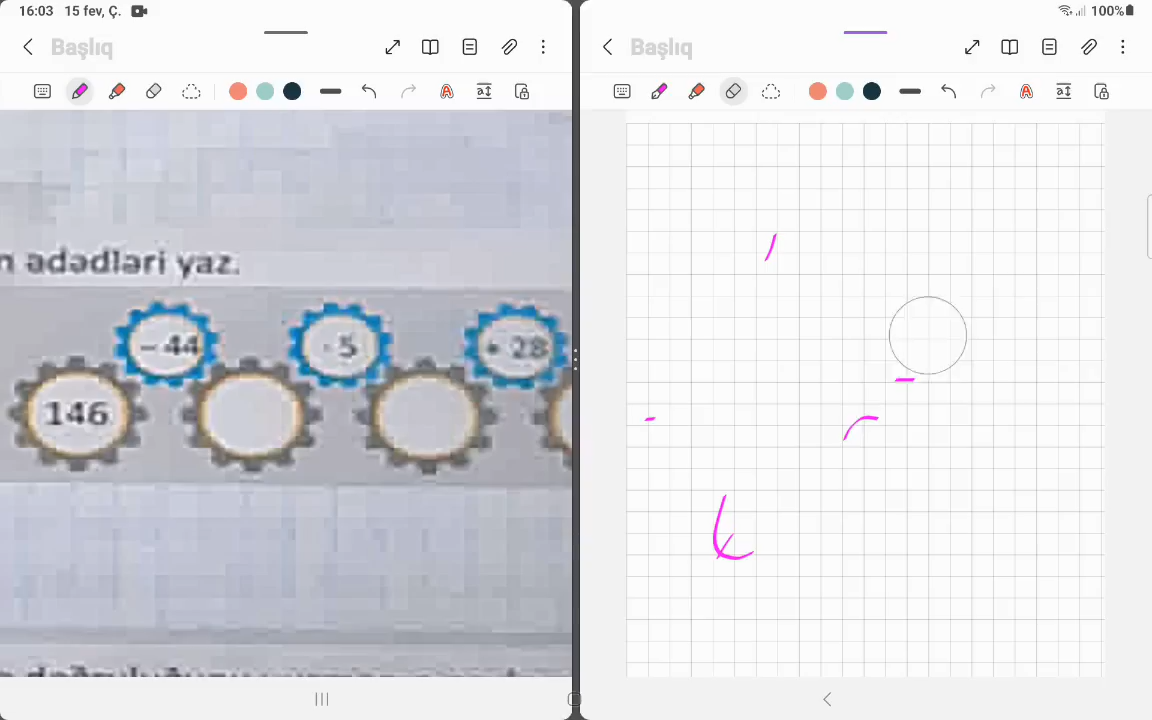 16:03 15 fev, Ç. 100%
Başlıq
Başlıq
n ədədləri yaz.
− 44 · 5 + 28
146